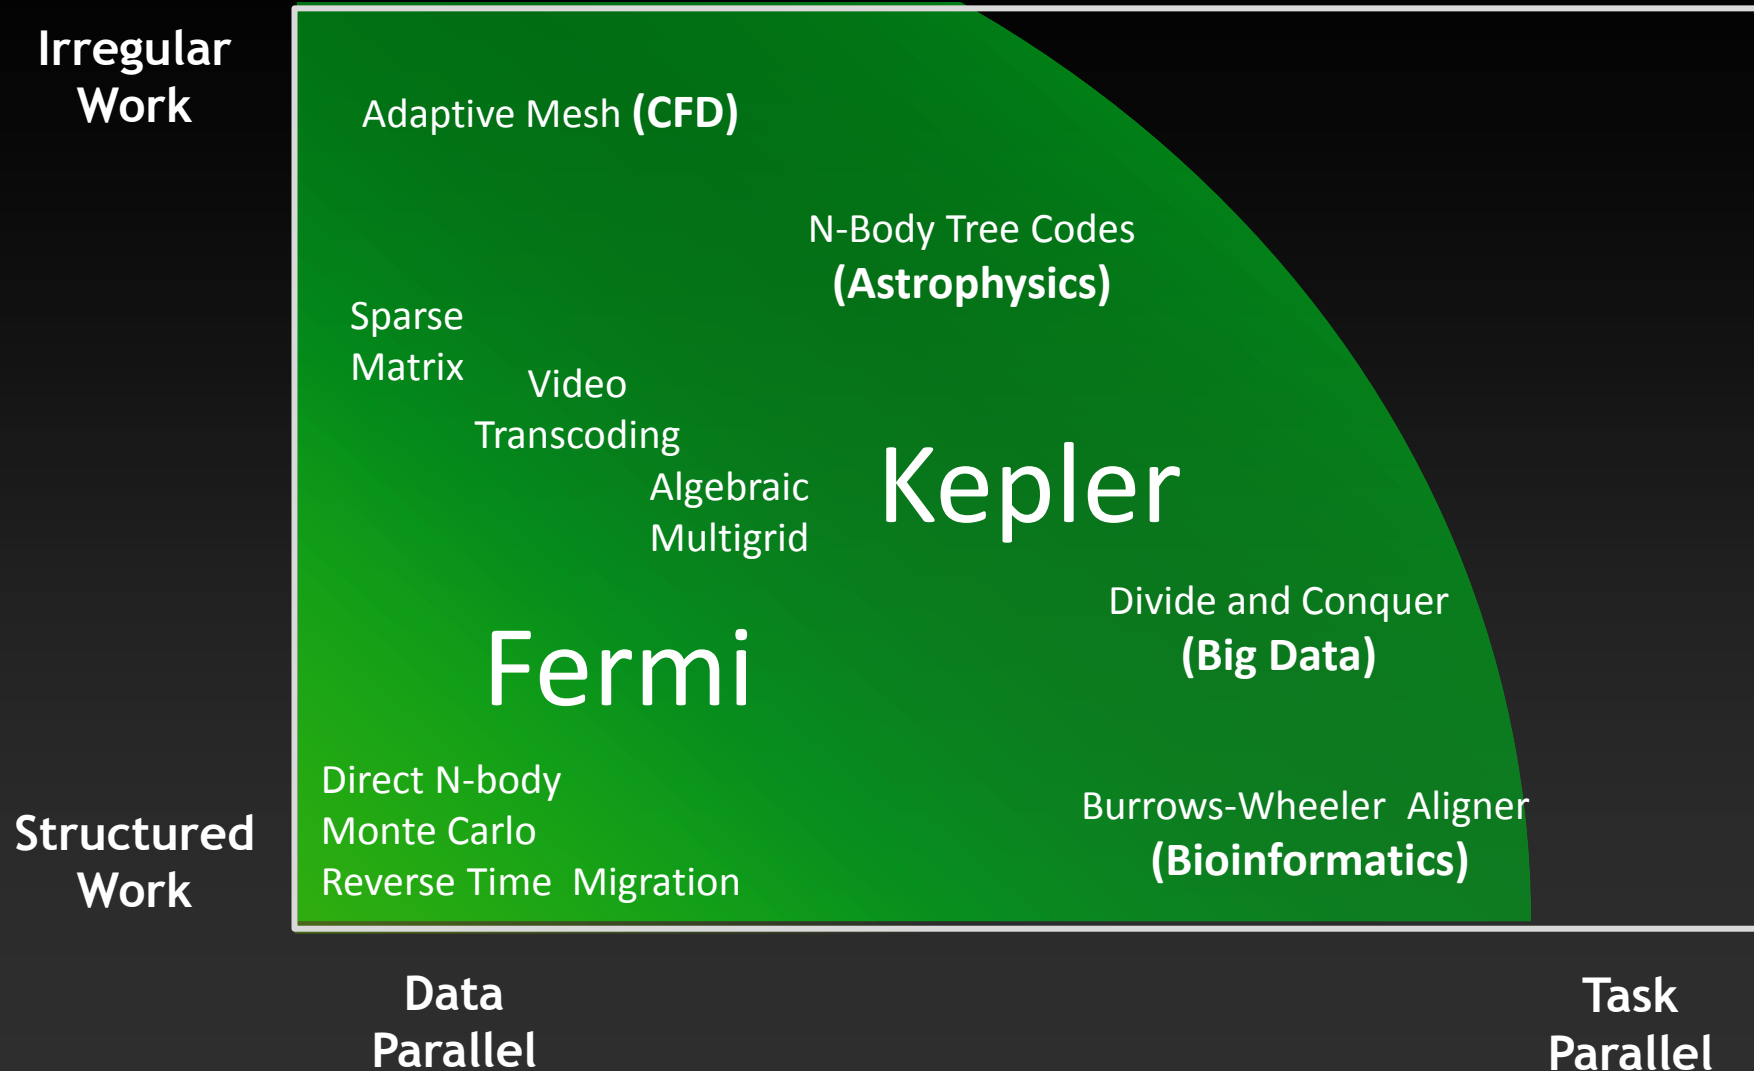 Irregular
Work
Adaptive Mesh (CFD)
N-Body Tree Codes
(Astrophysics)
Sparse
Matrix
Video
Transcoding
Algebraic
Multigrid
Kepler
Divide and Conquer
(Big Data)
Fermi
Direct N-body
Monte Carlo
Reverse Time Migration
Burrows-Wheeler Aligner
(Bioinformatics)
Structured
Work
Data
Parallel
Task
Parallel